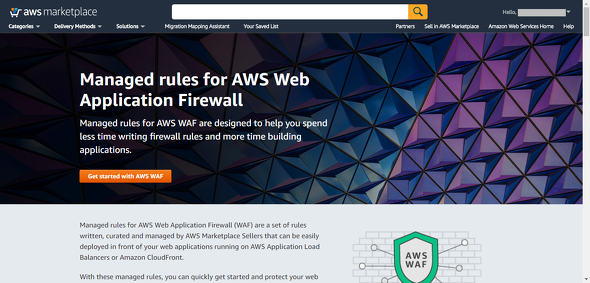 aws marketplace
Hello,
Categories Delivery Methods Solutions Migration Mapping Assistant Your Saved List Partners Sell in AWS Marketplace Amazon Web Services Home Help
Managed rules for AWS Web
Application Firewall
Managed rules for AWS WAF are designed to help you spend
less time writing firewall rules and more time building
applications.
Get started with AWS WAF
Managed rules for AWS Web Application Firewall (WAF) are a set of rules
written, curated and managed by AWS Marketplace Sellers that can be easily
deployed in front of your web applications running on AWS Application Load
Balancers or Amazon CloudFront.
With these managed rules, you can quickly get started and protect your web
AWS
WAF